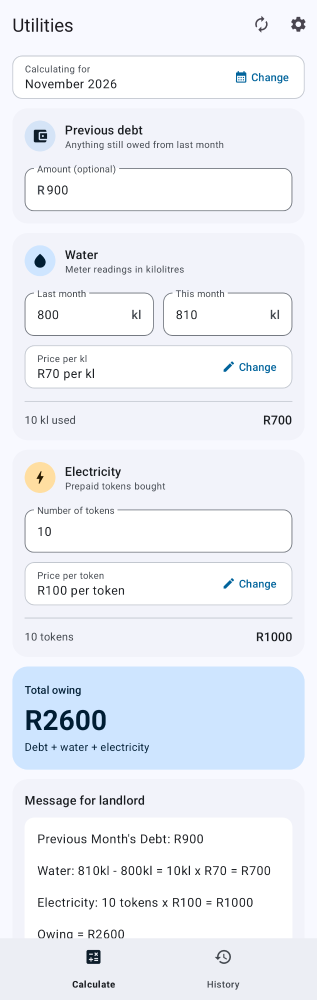 Utilities
Calculating for
November 2026
Change
Previous debt
Anything still owed from last month
Amount (optional)
R 900
Water
Meter readings in kilolitres
Last month
800 kl
This month
810 kl
Price per kl
R70 per kl
Change
10 kl used R700
Electricity
Prepaid tokens bought
Number of tokens
10
Price per token
R100 per token
Change
10 tokens R1000
Total owing
R2600
Debt + water + electricity
Message for landlord
Previous Month's Debt: R900
Water: 810kl - 800kl = 10kl x R70 = R700
Electricity: 10 tokens x R100 = R1000
Owing = R2600
Calculate
History